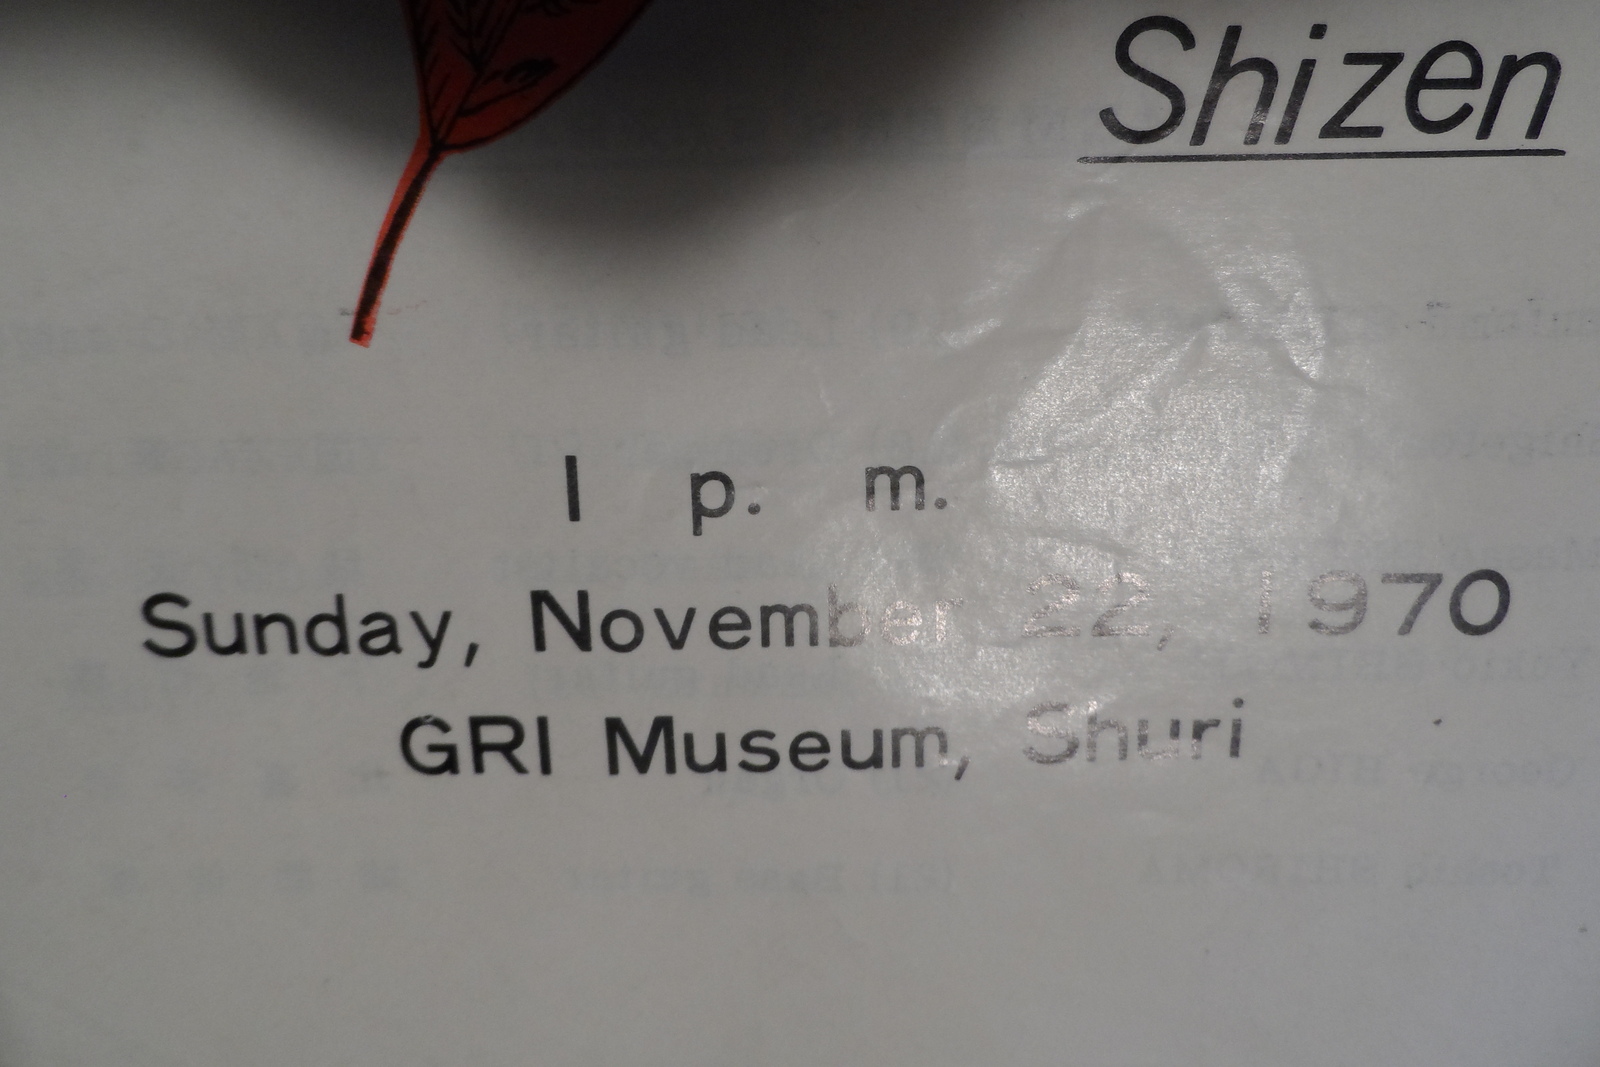 Shizen
1 p. m.
Sunday, November 22, 1970
GRI Museum, Shuri